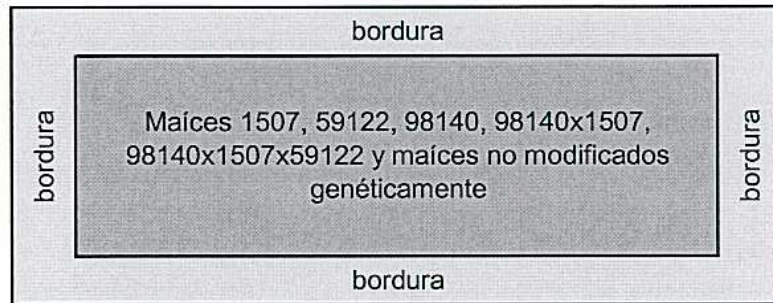 bordura
bordura
Maíces 1507, 59122, 98140, 98140x1507,
98140x1507x59122 y maíces no modificados
genéticamente
bordura
bordura